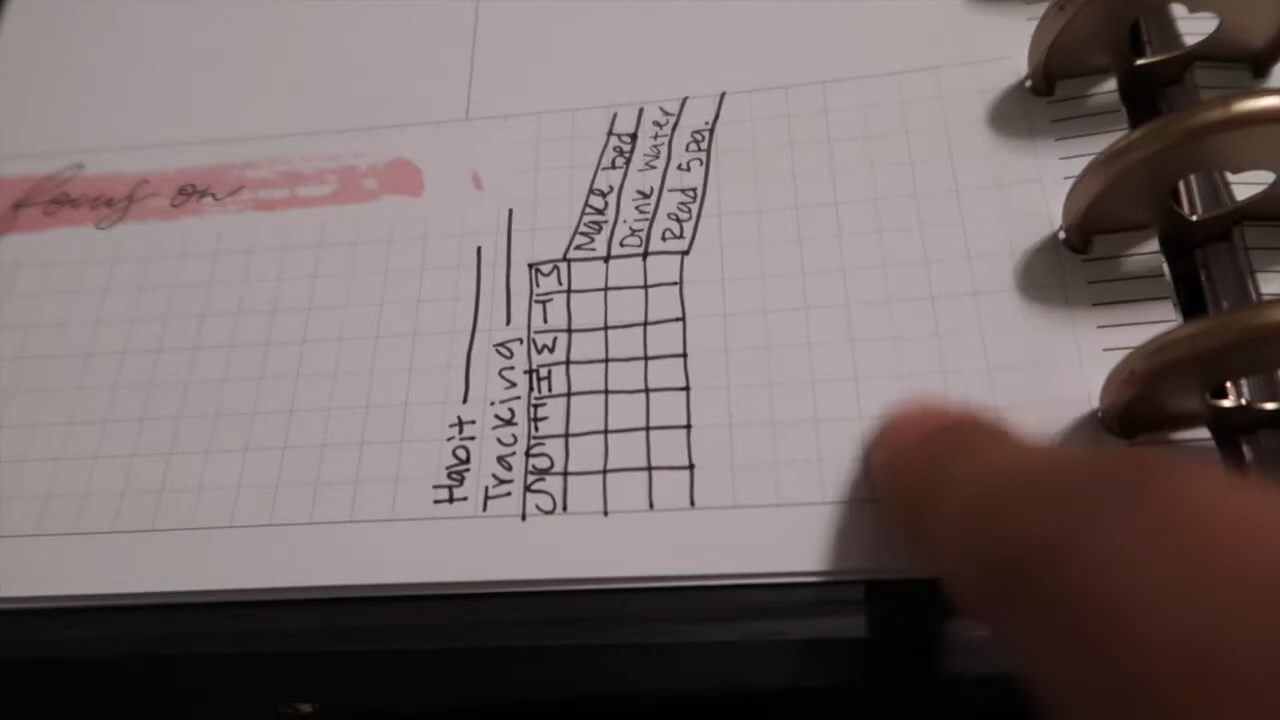 focus on
Habit
Tracking
M
T
W
TH
F
S
S
Make bed
Drink Water
Read 5 pg.